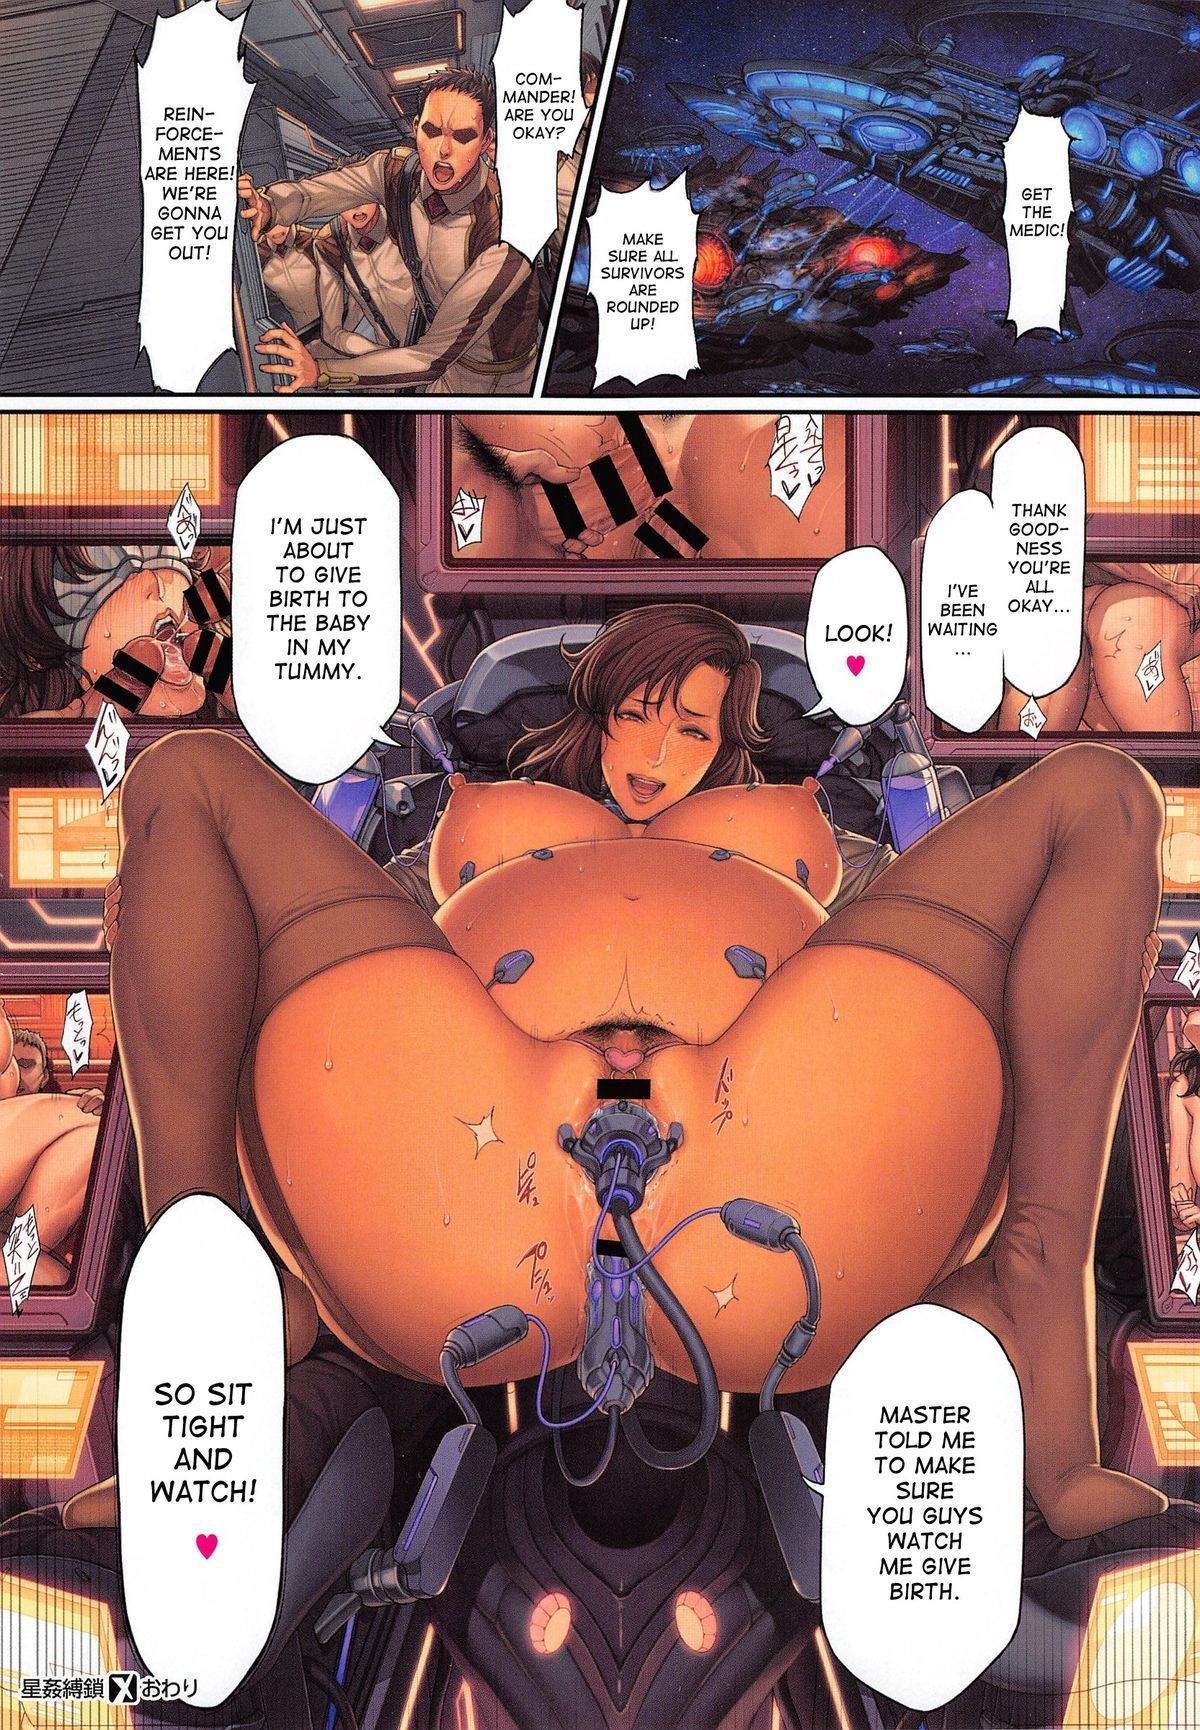 GET
THE
MEDIC!
MAKE
SURE ALL
SURVIVORS
ARE
ROUNDED
UP!
COM-
MANDER!
ARE YOU
OKAY?
REIN-
FORCE-
MENTS
ARE HERE!
WE'RE
GONNA
GET YOU
OUT!
THANK
GOOD-
NESS
YOU'RE
ALL
OKAY...
I'VE
BEEN
WAITING
...
LOOK!
♥
I'M JUST
ABOUT
TO GIVE
BIRTH TO
THE BABY
IN MY
TUMMY.
MASTER
TOLD ME
TO MAKE
SURE
YOU GUYS
WATCH
ME GIVE
BIRTH.
SO SIT
TIGHT
AND
WATCH!
♥
星姦縛鎖 X おわり